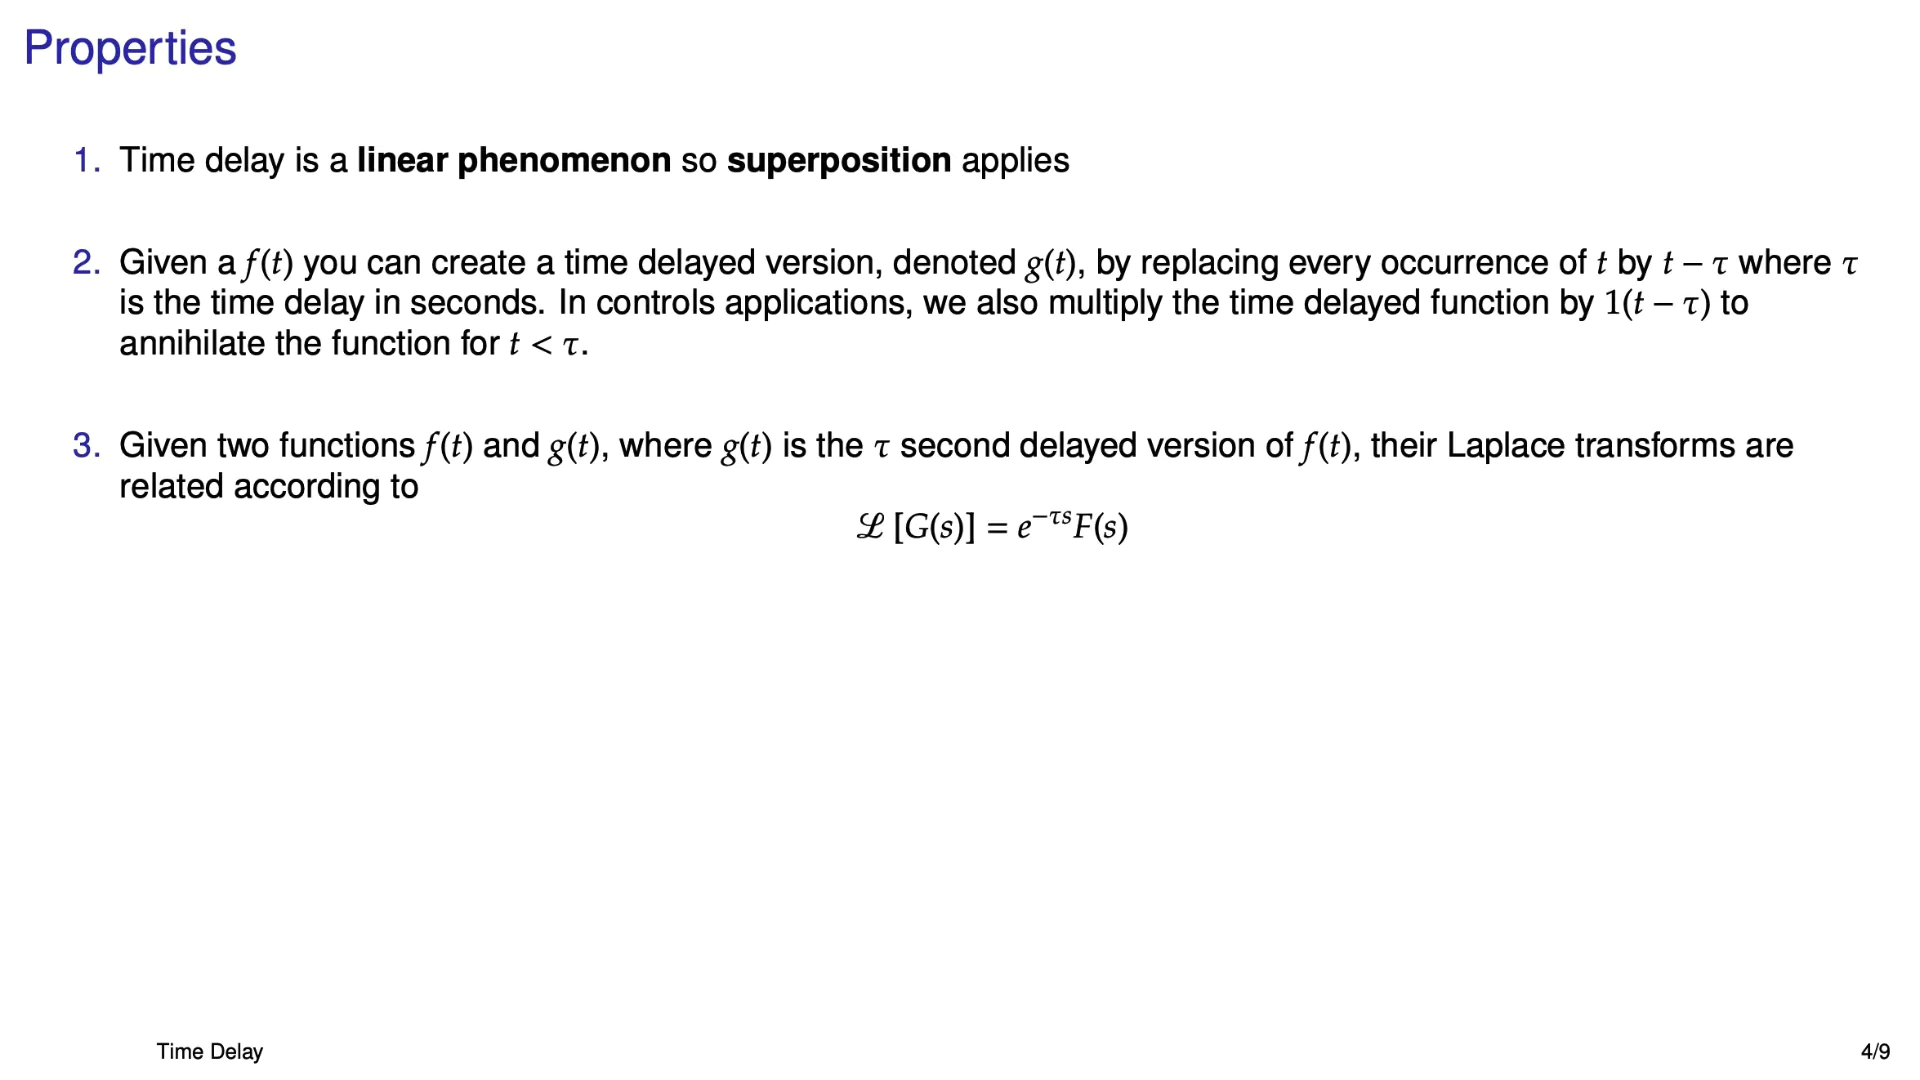 Properties
1. Time delay is a linear phenomenon so superposition applies
2. Given a f(t) you can create a time delayed version, denoted g(t), by replacing every occurrence of t by t − τ where τ
is the time delay in seconds. In controls applications, we also multiply the time delayed function by 1(t − τ) to
annihilate the function for t < τ.
3. Given two functions f(t) and g(t), where g(t) is the τ second delayed version of f(t), their Laplace transforms are
related according to
ℒ [G(s)] = e^{−τs}F(s)
Time Delay
4/9